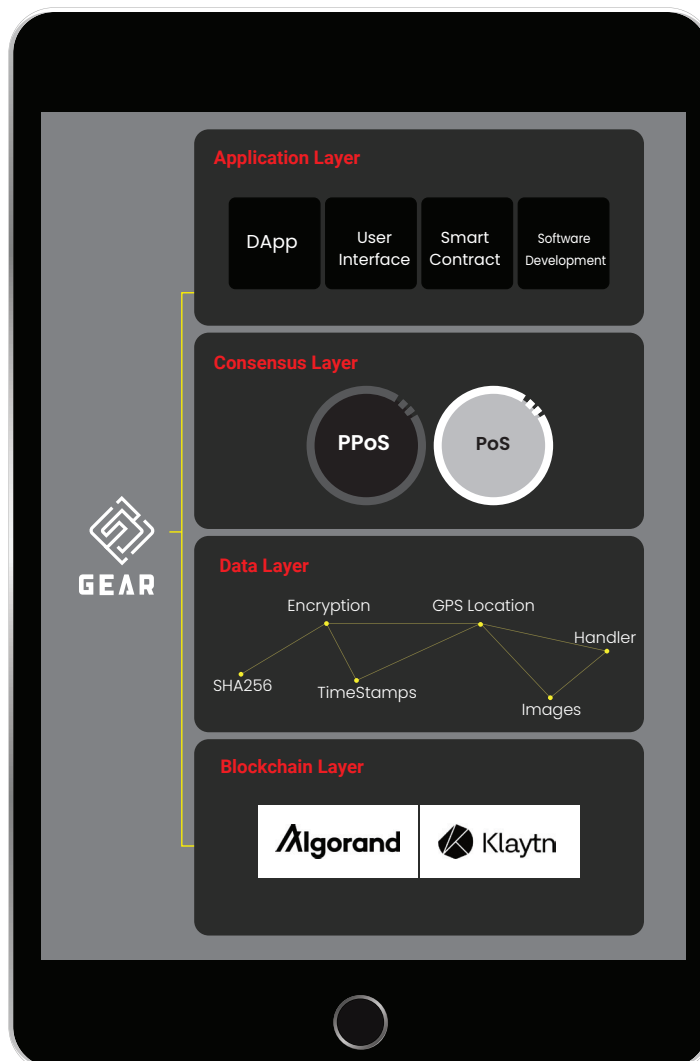 Application Layer
DApp
User
Interface
Smart
Contract
Software
Development
Consensus Layer
PPoS
PoS
GEAR
Data Layer
Encryption
GPS Location
Handler
SHA256
TimeStamps
Images
Blockchain Layer
Algorand
Klaytn